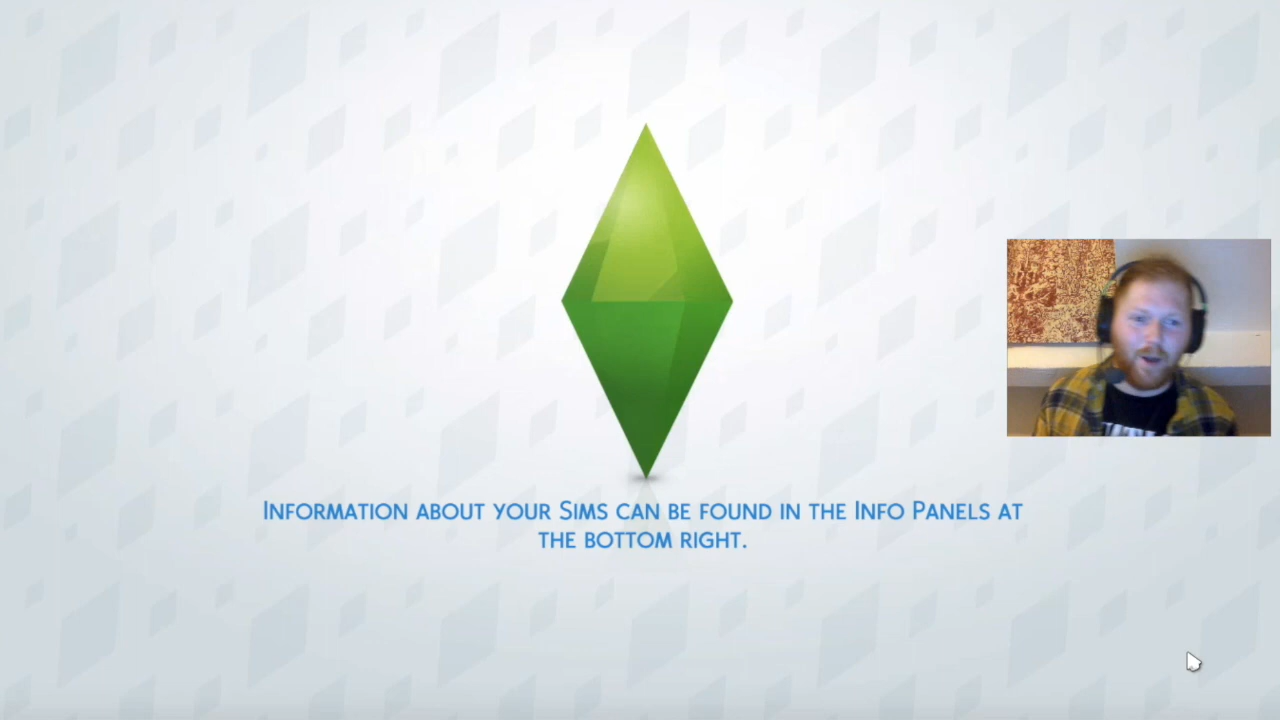 Information about your Sims can be found in the Info Panels at
the bottom right.